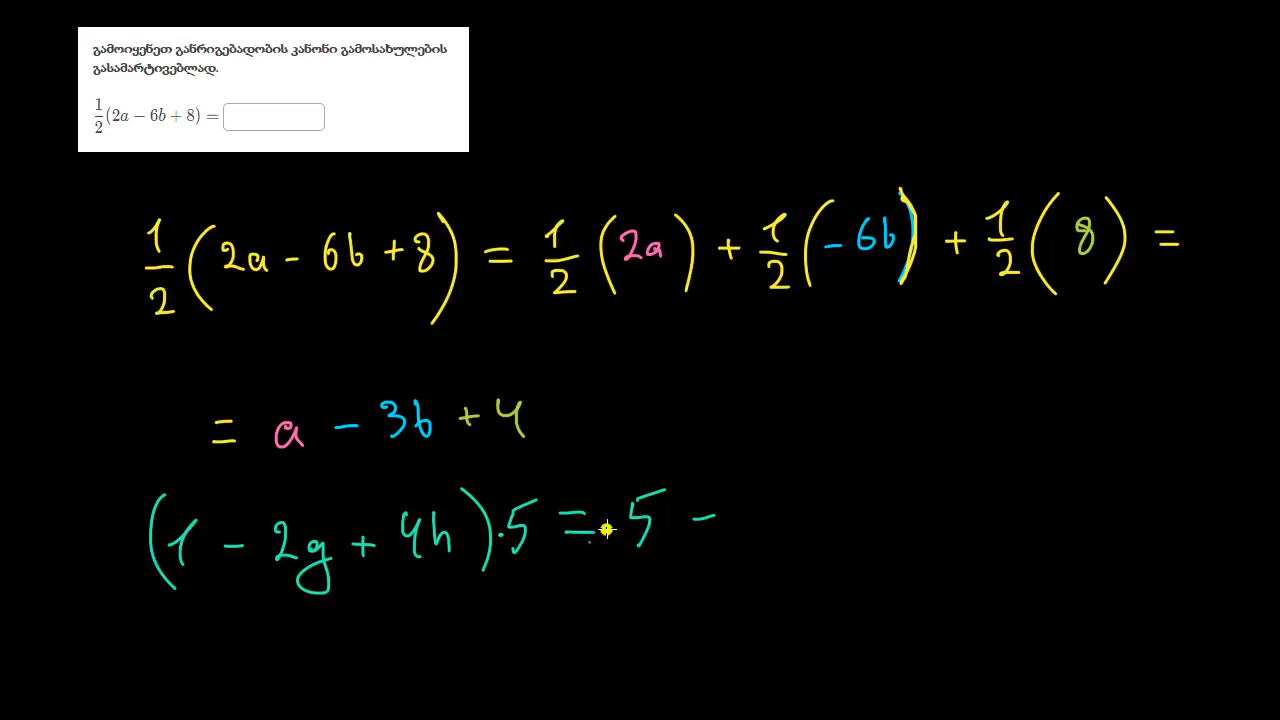 გამოიყენეთ განრიგებადობის კანონი გამოსახულების
გასამარტივებლად.
1/2(2a − 6b + 8) =
1/2 (2a - 6b + 8) = 1/2 (2a) + 1/2 (- 6b) + 1/2 (8) =
= a - 3b + 4
(1 - 2g + 4h) · 5 = 5 -